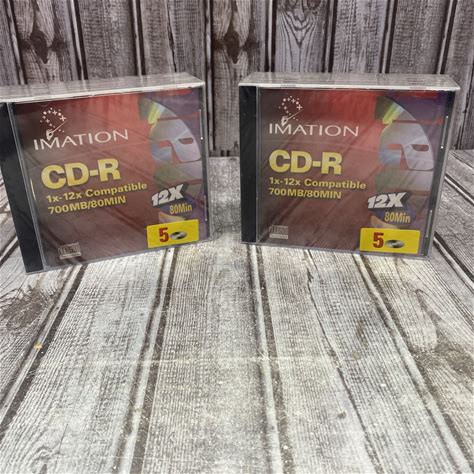 IMATION
CD-R
1x-12x Compatible
700MB/80MIN
12X
80Min
5
IMATION
CD-R
1x-12x Compatible
700MB/80MIN
12X
80Min
5